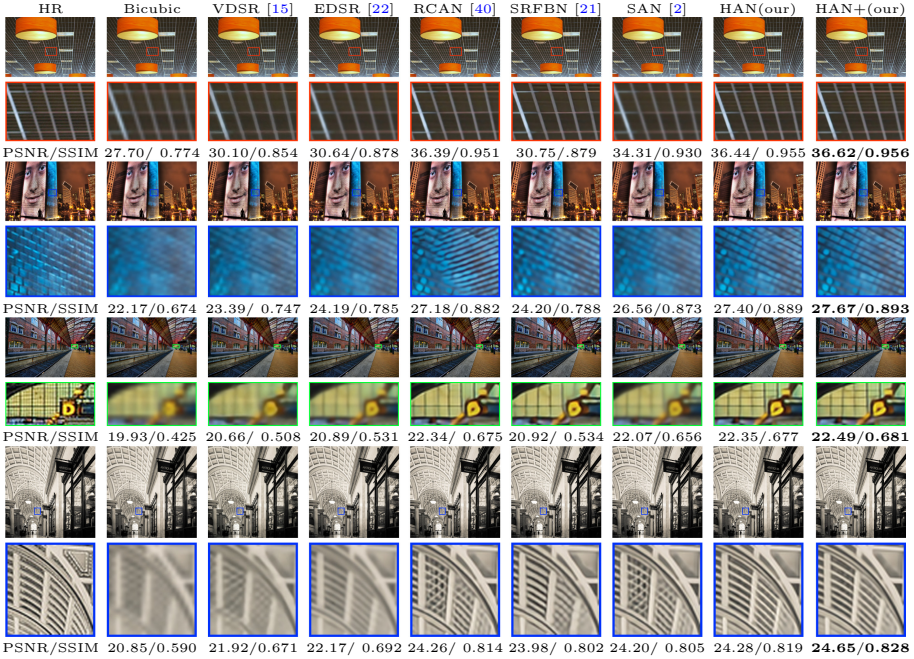 HR Bicubic VDSR [15] EDSR [22] RCAN [40] SRFBN [21] SAN [2] HAN(our) HAN+(our)
PSNR/SSIM 27.70/ 0.774 30.10/0.854 30.64/0.878 36.39/0.951 30.75/.879 34.31/0.930 36.44/ 0.955 36.62/0.956
PSNR/SSIM 22.17/0.674 23.39/ 0.747 24.19/0.785 27.18/0.882 24.20/0.788 26.56/0.873 27.40/0.889 27.67/0.893
PSNR/SSIM 19.93/0.425 20.66/ 0.508 20.89/0.531 22.34/ 0.675 20.92/ 0.534 22.07/0.656 22.35/.677 22.49/0.681
PSNR/SSIM 20.85/0.590 21.92/0.671 22.17/ 0.692 24.26/ 0.814 23.98/ 0.802 24.20/ 0.805 24.28/0.819 24.65/0.828